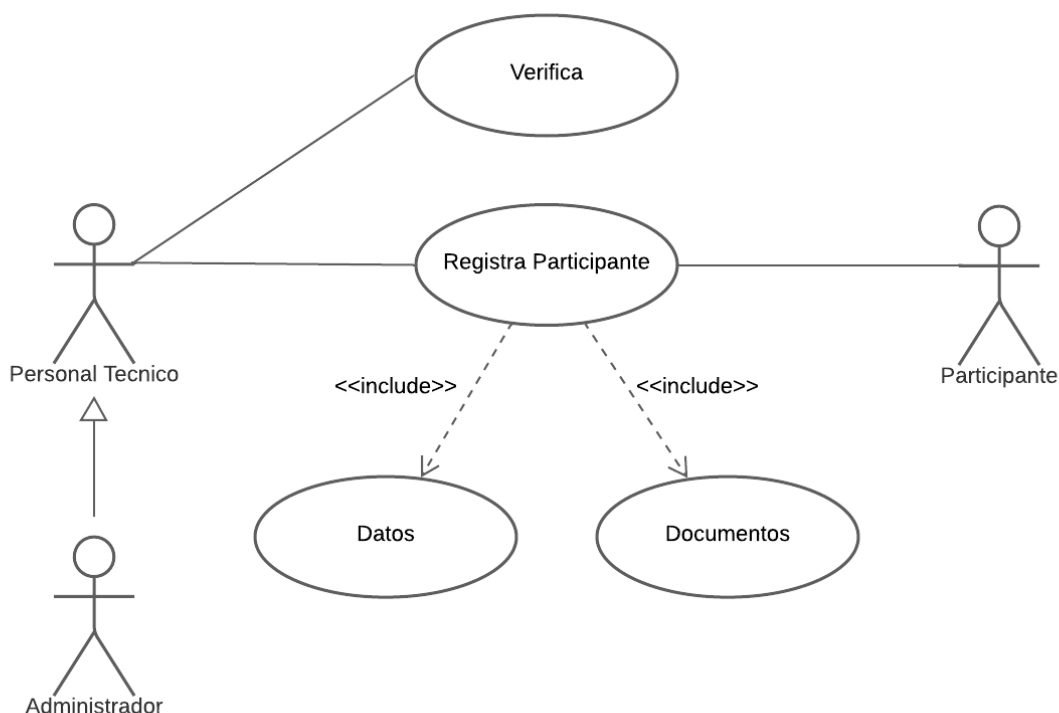 Verifica
Registra Participante
Personal Tecnico
Participante
<<include>>
<<include>>
Datos
Documentos
Administrador